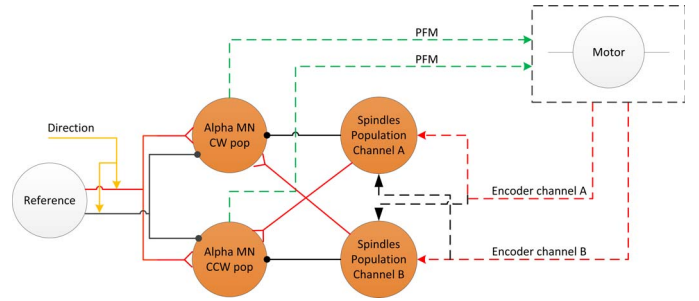 PFM
PFM
Motor
Direction
Alpha MN
CW pop
Spindles
Population
Channel A
Reference
Encoder channel A
Alpha MN
CCW pop
Spindles
Population
Channel B
Encoder channel B